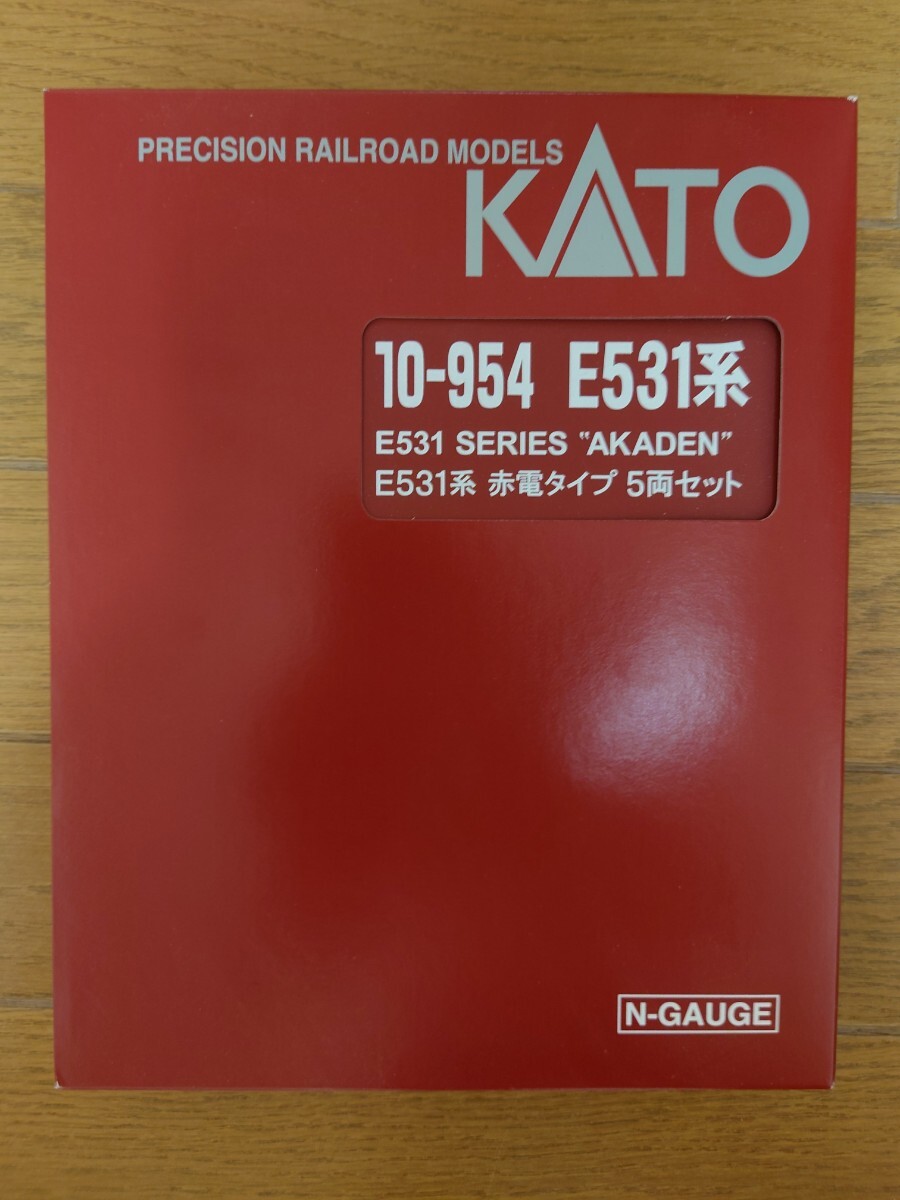 PRECISION RAILROAD MODELS
KATO
10-954 E531系
E531 SERIES "AKADEN"
E531系 赤電タイプ 5両セット
N-GAUGE